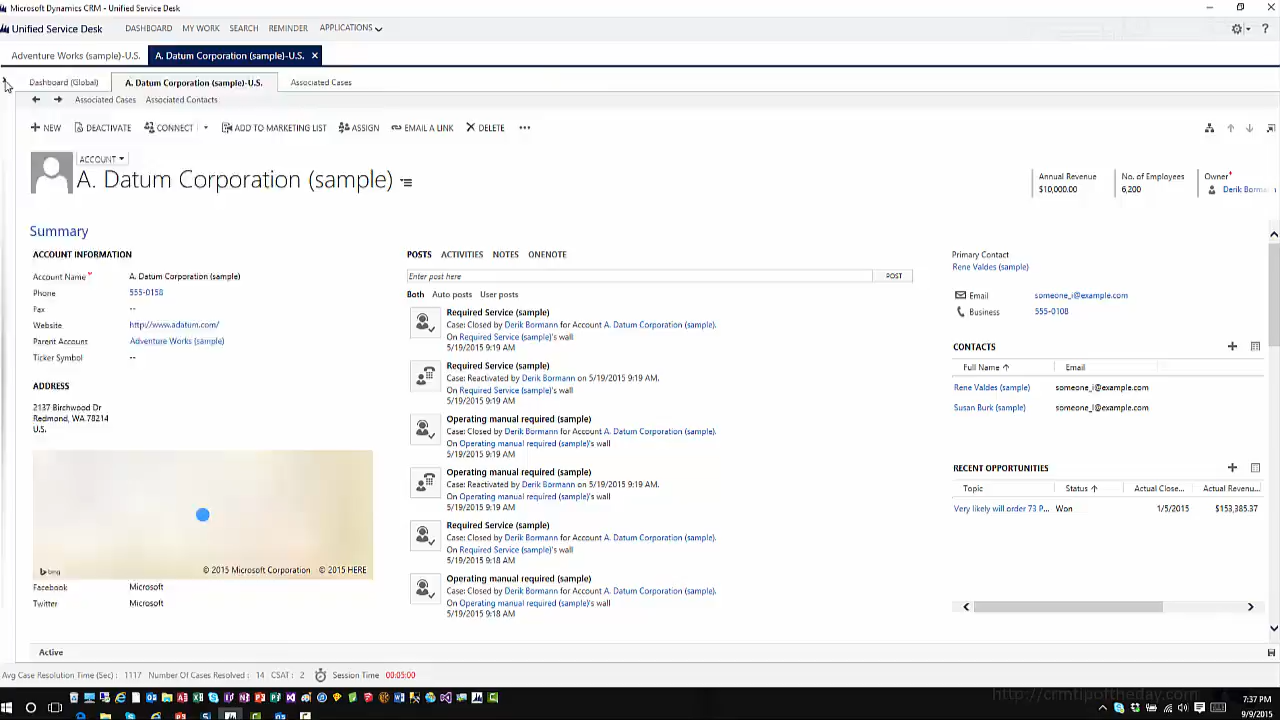 Microsoft Dynamics CRM - Unified Service Desk
Unified Service Desk DASHBOARD MY WORK SEARCH REMINDER APPLICATIONS
Adventure Works (sample)-U.S. A. Datum Corporation (sample)-U.S.
Dashboard (Global) A. Datum Corporation (sample)-U.S. Associated Cases
Associated Cases Associated Contacts
NEW DEACTIVATE CONNECT ADD TO MARKETING LIST ASSIGN EMAIL A LINK DELETE •••
ACCOUNT
A. Datum Corporation (sample)
Annual Revenue No. of Employees Owner*
$10,000.00 6,200 Derik Borma
Summary
ACCOUNT INFORMATION
Account Name* A. Datum Corporation (sample)
Phone 555-0158
Fax --
Website http://www.adatum.com/
Parent Account Adventure Works (sample)
Ticker Symbol --
ADDRESS
2137 Birchwood Dr
Redmond, WA 78214
U.S.
bing © 2015 Microsoft Corporation © 2015 HERE
Facebook Microsoft
Twitter Microsoft
POSTS ACTIVITIES NOTES ONENOTE
Enter post here POST
Both Auto posts User posts
Required Service (sample)
Case: Closed by Derik Bormann for Account A. Datum Corporation (sample).
On Required Service (sample)'s wall
5/19/2015 9:19 AM
Required Service (sample)
Case: Reactivated by Derik Bormann on 5/19/2015 9:19 AM.
On Required Service (sample)'s wall
5/19/2015 9:19 AM
Operating manual required (sample)
Case: Closed by Derik Bormann for Account A. Datum Corporation (sample).
On Operating manual required (sample)'s wall
5/19/2015 9:19 AM
Operating manual required (sample)
Case: Reactivated by Derik Bormann on 5/19/2015 9:19 AM.
On Operating manual required (sample)'s wall
5/19/2015 9:19 AM
Required Service (sample)
Case: Closed by Derik Bormann for Account A. Datum Corporation (sample).
On Required Service (sample)'s wall
5/19/2015 9:18 AM
Operating manual required (sample)
Case: Closed by Derik Bormann for Account A. Datum Corporation (sample).
On Operating manual required (sample)'s wall
5/19/2015 9:18 AM
Primary Contact
Rene Valdes (sample)
Email someone_i@example.com
Business 555-0108
CONTACTS
Full Name Email
Rene Valdes (sample) someone_i@example.com
Susan Burk (sample) someone_l@example.com
RECENT OPPORTUNITIES
Topic Status Actual Close... Actual Revenu...
Very likely will order 73 P... Won 1/5/2015 $153,385.37
Active
Avg Case Resolution Time (Sec) : 1117 Number Of Cases Resolved : 14 CSAT : 2 Session Time 00:05:00
http://crmtipoftheday.com
7:37 PM
9/9/2015